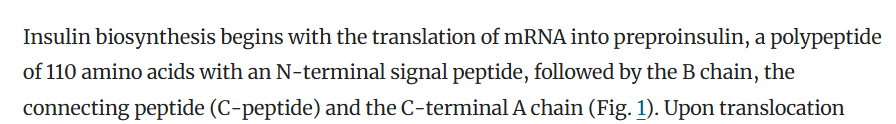 Insulin biosynthesis begins with the translation of mRNA into preproinsulin, a polypeptide
of 110 amino acids with an N-terminal signal peptide, followed by the B chain, the
connecting peptide (C-peptide) and the C-terminal A chain (Fig. 1). Upon translocation